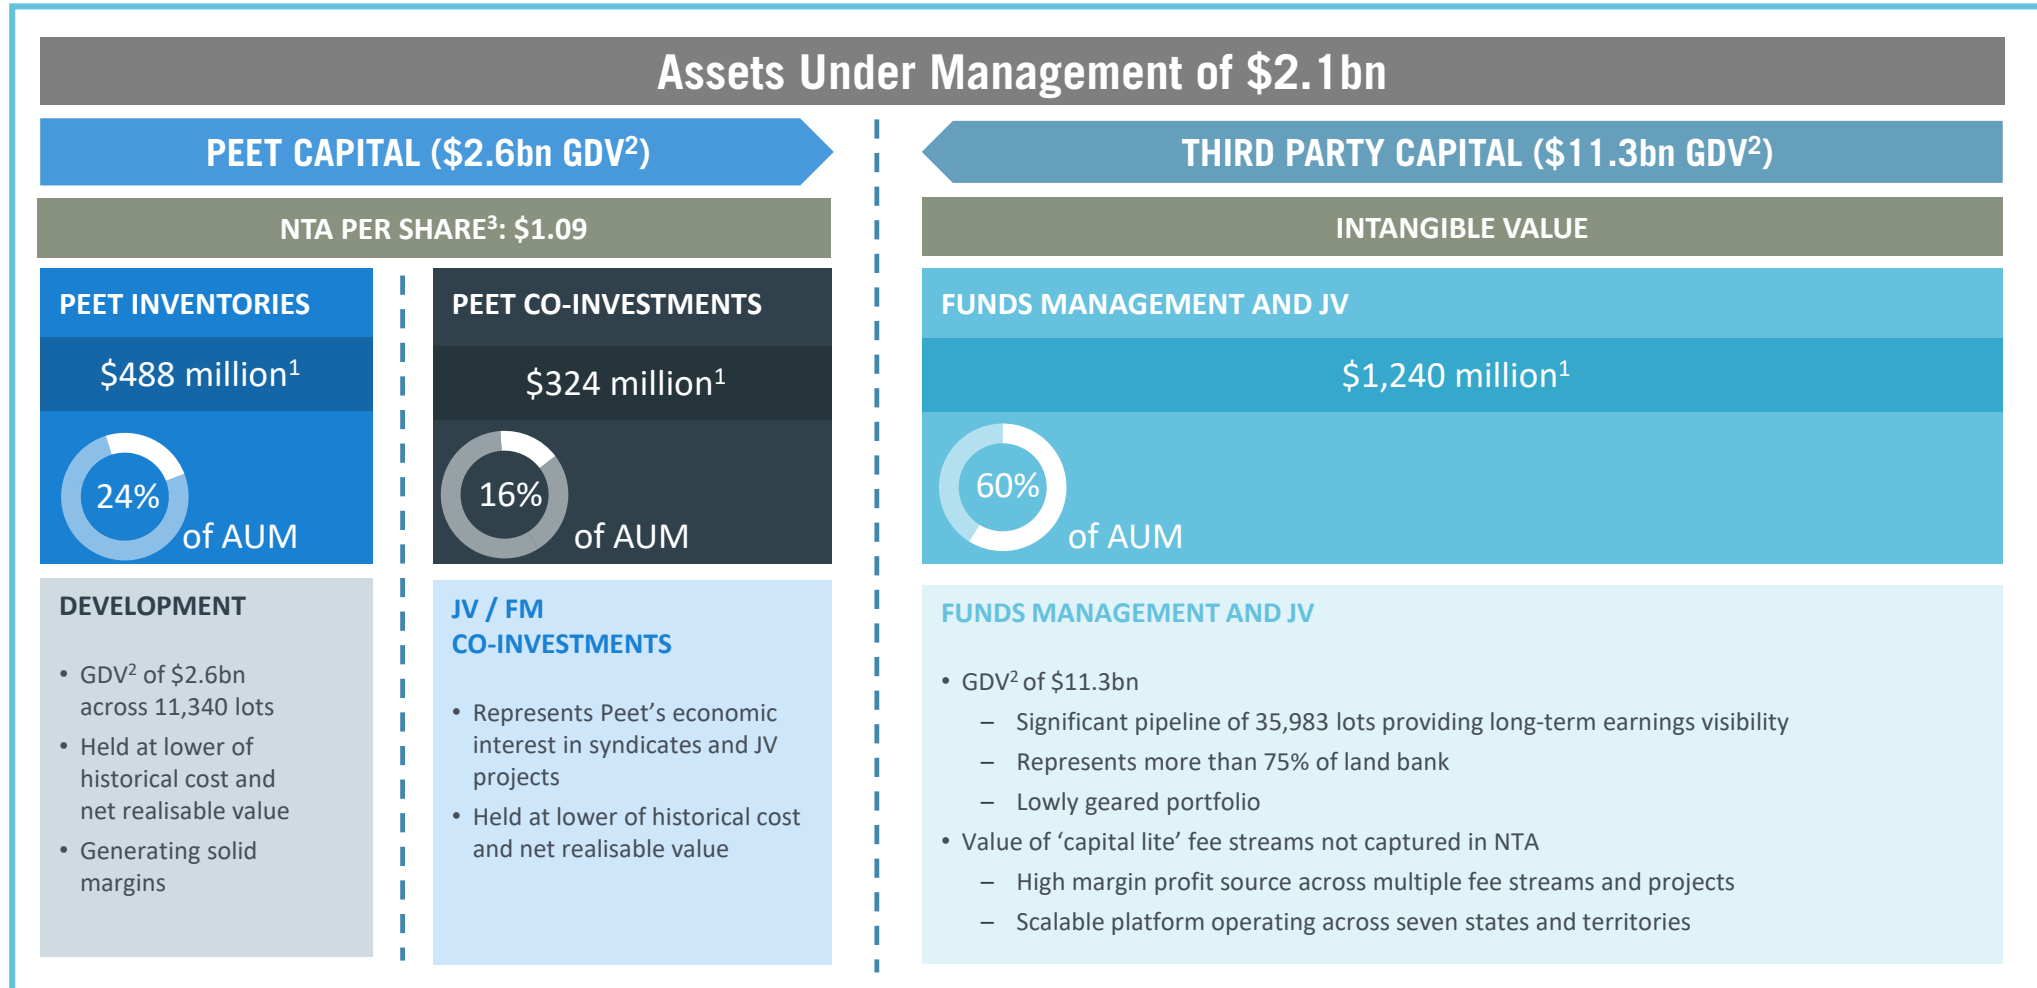 Assets Under Management of $2.1bn
PEET CAPITAL ($2.6bn GDV²)
NTA PER SHARE³: $1.09
PEET INVENTORIES
$488 million¹
24%
of AUM
DEVELOPMENT
• GDV² of $2.6bn
across 11,340 lots
• Held at lower of
historical cost and
net realisable value
• Generating solid
margins
PEET CO-INVESTMENTS
$324 million¹
16%
of AUM
JV / FM
CO-INVESTMENTS
• Represents Peet’s economic
interest in syndicates and JV
projects
• Held at lower of historical cost
and net realisable value
THIRD PARTY CAPITAL ($11.3bn GDV²)
INTANGIBLE VALUE
FUNDS MANAGEMENT AND JV
$1,240 million¹
60%
of AUM
FUNDS MANAGEMENT AND JV
• GDV² of $11.3bn
– Significant pipeline of 35,983 lots providing long-term earnings visibility
– Represents more than 75% of land bank
– Lowly geared portfolio
• Value of ‘capital lite’ fee streams not captured in NTA
– High margin profit source across multiple fee streams and projects
– Scalable platform operating across seven states and territories